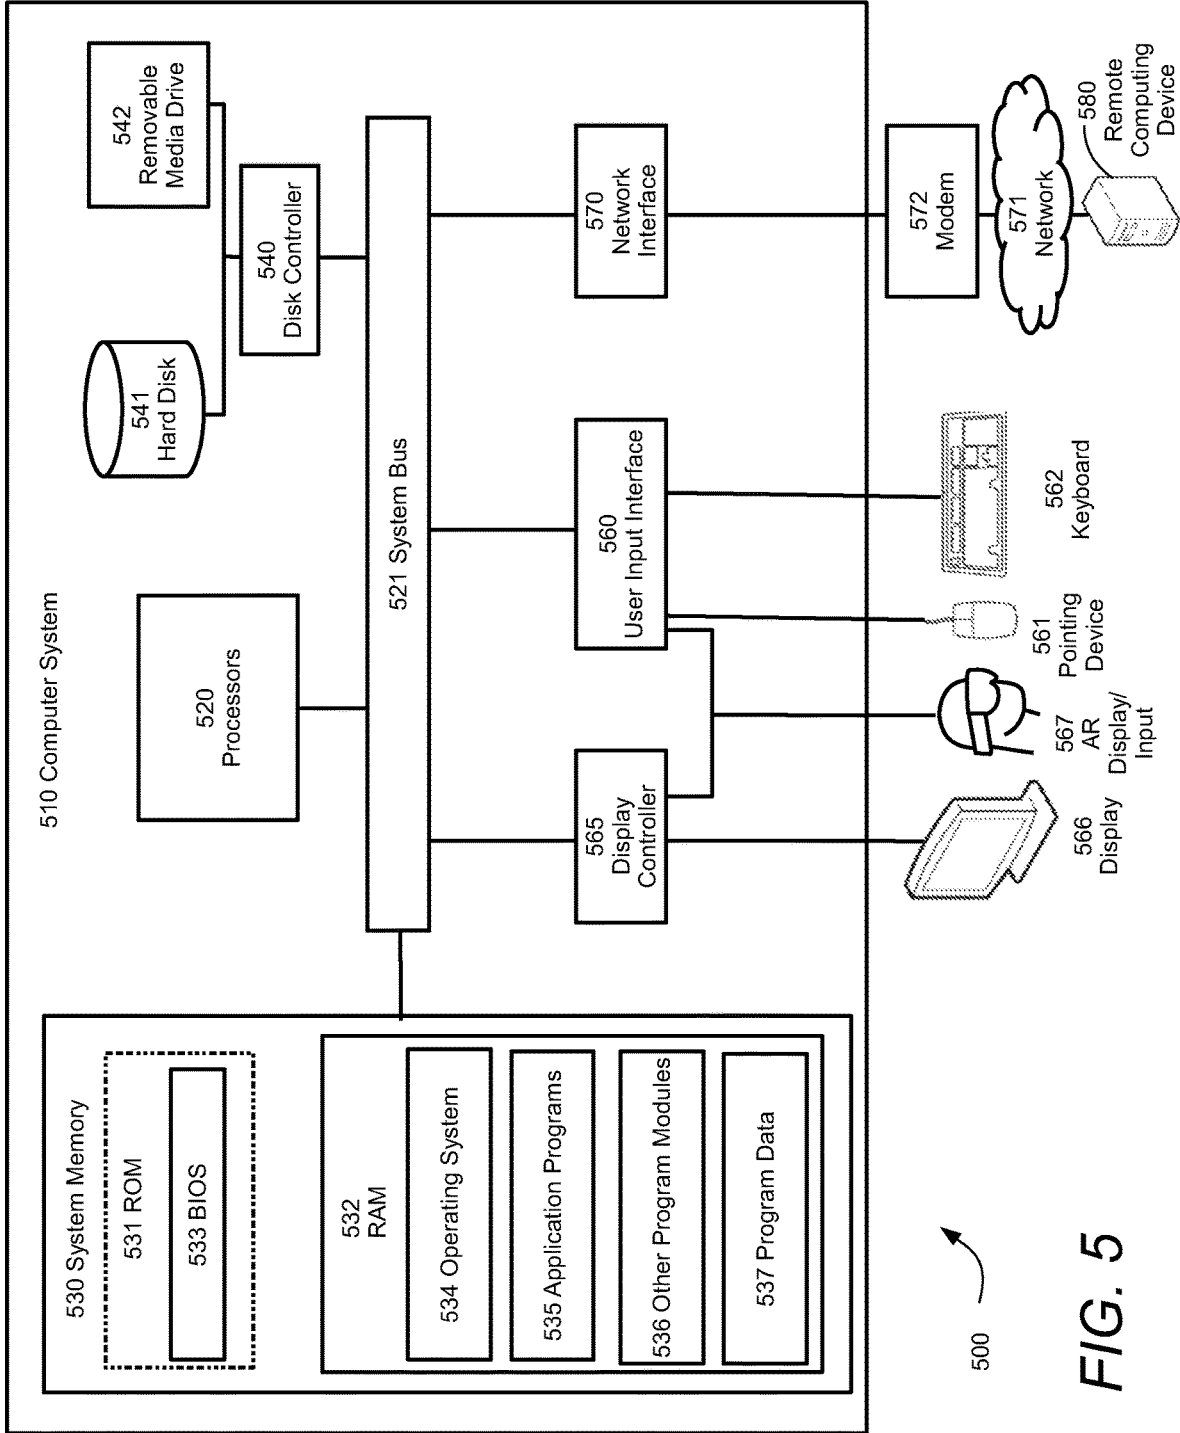 510 Computer System
530 System Memory
531 ROM
533 BIOS
532
RAM
534 Operating System
535 Application Programs
536 Other Program Modules
537 Program Data
520
Processors
541
Hard Disk
542
Removable
Media Drive
540
Disk Controller
521 System Bus
565
Display
Controller
560
User Input Interface
570
Network
Interface
572
Modem
571
Network
580
Remote
Computing
Device
566
Display
567
AR
Display/
Input
561
Pointing
Device
562
Keyboard
500
FIG. 5